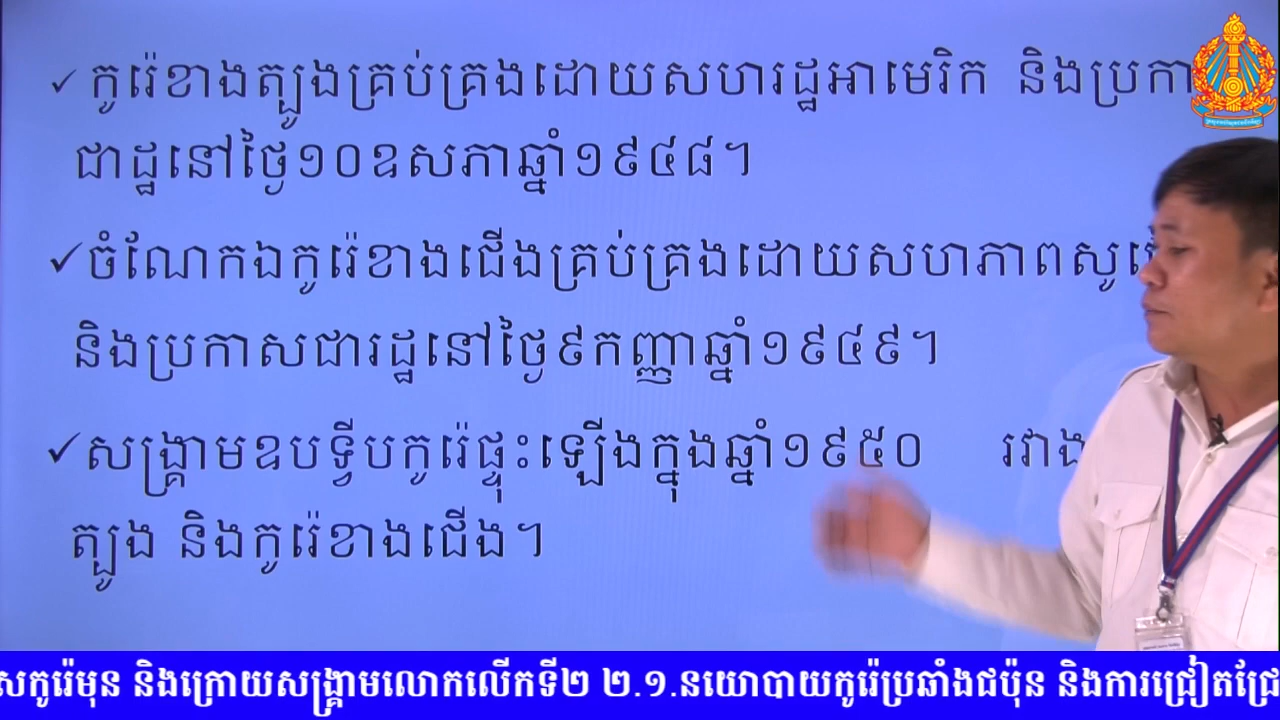 កូរ៉េខាងត្បូងគ្រប់គ្រងដោយសហរដ្ឋអាមេរិក និងប្រកា
ជាដ្ឋនៅថ្ងៃ១០ឧសភាឆ្នាំ១៩៤៨។
ចំណែកឯកូរ៉េខាងជើងគ្រប់គ្រងដោយសហភាពសូ
និងប្រកាសជារដ្ឋនៅថ្ងៃ៩កញ្ញាឆ្នាំ១៩៤៩។
សង្គ្រាមឧបទ្វីបកូរ៉េផ្ទុះឡើងក្នុងឆ្នាំ១៩៥០ រវាង
ត្បូង និងកូរ៉េខាងជើង។
សកូរ៉េមុន និងក្រោយសង្គ្រាមលោកលើកទី២ ២.១.នយោបាយកូរ៉េប្រឆាំងជប៉ុន និងការជ្រៀតជ្រែ